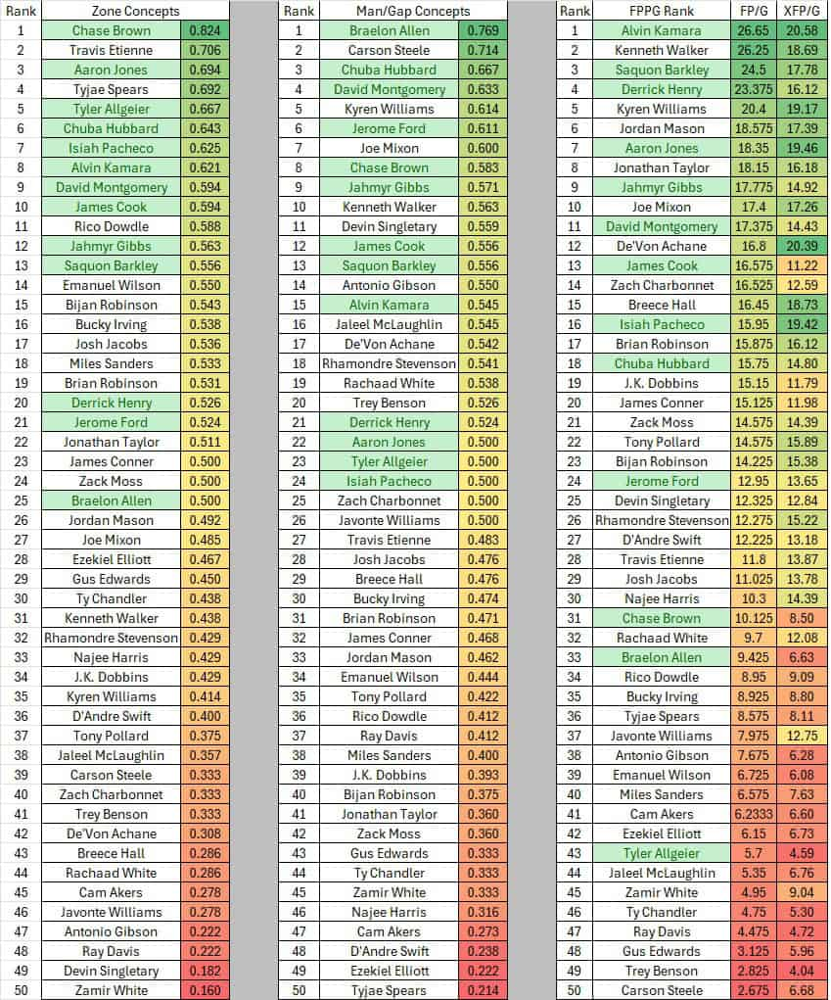 Rank Zone Concepts Rank Man/Gap Concepts Rank FPPG Rank FP/G XFP/G
1 Chase Brown 0.824 1 Braelon Allen 0.769 1 Alvin Kamara 26.65 20.58
2 Travis Etienne 0.706 2 Carson Steele 0.714 2 Kenneth Walker 26.25 18.69
3 Aaron Jones 0.694 3 Chuba Hubbard 0.667 3 Saquon Barkley 24.5 17.78
4 Tyjae Spears 0.692 4 David Montgomery 0.633 4 Derrick Henry 23.375 16.12
5 Tyler Allgeier 0.667 5 Kyren Williams 0.614 5 Kyren Williams 20.4 19.17
6 Chuba Hubbard 0.643 6 Jerome Ford 0.611 6 Jordan Mason 18.575 17.39
7 Isiah Pacheco 0.625 7 Joe Mixon 0.600 7 Aaron Jones 18.35 19.46
8 Alvin Kamara 0.621 8 Chase Brown 0.583 8 Jonathan Taylor 18.15 16.18
9 David Montgomery 0.594 9 Jahmyr Gibbs 0.571 9 Jahmyr Gibbs 17.775 14.92
10 James Cook 0.594 10 Kenneth Walker 0.563 10 Joe Mixon 17.4 17.26
11 Rico Dowdle 0.588 11 Devin Singletary 0.559 11 David Montgomery 17.375 14.43
12 Jahmyr Gibbs 0.563 12 James Cook 0.556 12 De'Von Achane 16.8 20.39
13 Saquon Barkley 0.556 13 Saquon Barkley 0.556 13 James Cook 16.575 11.22
14 Emanuel Wilson 0.550 14 Antonio Gibson 0.550 14 Zach Charbonnet 16.525 12.59
15 Bijan Robinson 0.543 15 Alvin Kamara 0.545 15 Breece Hall 16.45 18.73
16 Bucky Irving 0.538 16 Jaleel McLaughlin 0.545 16 Isiah Pacheco 15.95 19.42
17 Josh Jacobs 0.536 17 De'Von Achane 0.542 17 Brian Robinson 15.875 16.12
18 Miles Sanders 0.533 18 Rhamondre Stevenson 0.541 18 Chuba Hubbard 15.75 14.80
19 Brian Robinson 0.531 19 Rachaad White 0.538 19 J.K. Dobbins 15.15 11.79
20 Derrick Henry 0.526 20 Trey Benson 0.526 20 James Conner 15.125 11.98
21 Jerome Ford 0.524 21 Derrick Henry 0.524 21 Zack Moss 14.575 14.39
22 Jonathan Taylor 0.511 22 Aaron Jones 0.500 22 Tony Pollard 14.575 15.89
23 James Conner 0.500 23 Tyler Allgeier 0.500 23 Bijan Robinson 14.225 15.38
24 Zack Moss 0.500 24 Isiah Pacheco 0.500 24 Jerome Ford 12.95 13.65
25 Braelon Allen 0.500 25 Zach Charbonnet 0.500 25 Devin Singletary 12.325 12.84
26 Jordan Mason 0.492 26 Javonte Williams 0.500 26 Rhamondre Stevenson 12.275 15.22
27 Joe Mixon 0.485 27 Travis Etienne 0.483 27 D'Andre Swift 12.225 13.18
28 Ezekiel Elliott 0.467 28 Josh Jacobs 0.476 28 Travis Etienne 11.8 13.87
29 Gus Edwards 0.450 29 Breece Hall 0.476 29 Josh Jacobs 11.025 13.78
30 Ty Chandler 0.438 30 Bucky Irving 0.474 30 Najee Harris 10.3 14.39
31 Kenneth Walker 0.438 31 Brian Robinson 0.471 31 Chase Brown 10.125 8.50
32 Rhamondre Stevenson 0.429 32 James Conner 0.468 32 Rachaad White 9.7 12.08
33 Najee Harris 0.429 33 Jordan Mason 0.462 33 Braelon Allen 9.425 6.63
34 J.K. Dobbins 0.429 34 Emanuel Wilson 0.444 34 Rico Dowdle 8.95 9.09
35 Kyren Williams 0.414 35 Tony Pollard 0.422 35 Bucky Irving 8.925 8.80
36 D'Andre Swift 0.400 36 Rico Dowdle 0.412 36 Tyjae Spears 8.575 8.11
37 Tony Pollard 0.375 37 Ray Davis 0.412 37 Javonte Williams 7.975 12.75
38 Jaleel McLaughlin 0.357 38 Miles Sanders 0.400 38 Antonio Gibson 7.675 6.28
39 Carson Steele 0.333 39 J.K. Dobbins 0.393 39 Emanuel Wilson 6.725 6.08
40 Zach Charbonnet 0.333 40 Bijan Robinson 0.375 40 Miles Sanders 6.575 7.63
41 Trey Benson 0.333 41 Jonathan Taylor 0.360 41 Cam Akers 6.2333 6.60
42 De'Von Achane 0.308 42 Zack Moss 0.360 42 Ezekiel Elliott 6.15 6.73
43 Breece Hall 0.286 43 Gus Edwards 0.333 43 Tyler Allgeier 5.7 4.59
44 Rachaad White 0.286 44 Ty Chandler 0.333 44 Jaleel McLaughlin 5.35 6.76
45 Cam Akers 0.278 45 Zamir White 0.333 45 Zamir White 4.95 9.04
46 Javonte Williams 0.278 46 Najee Harris 0.316 46 Ty Chandler 4.75 5.30
47 Antonio Gibson 0.222 47 Cam Akers 0.273 47 Ray Davis 4.475 4.72
48 Ray Davis 0.222 48 D'Andre Swift 0.238 48 Gus Edwards 3.125 5.96
49 Devin Singletary 0.182 49 Ezekiel Elliott 0.222 49 Trey Benson 2.825 4.04
50 Zamir White 0.160 50 Tyjae Spears 0.214 50 Carson Steele 2.675 6.68